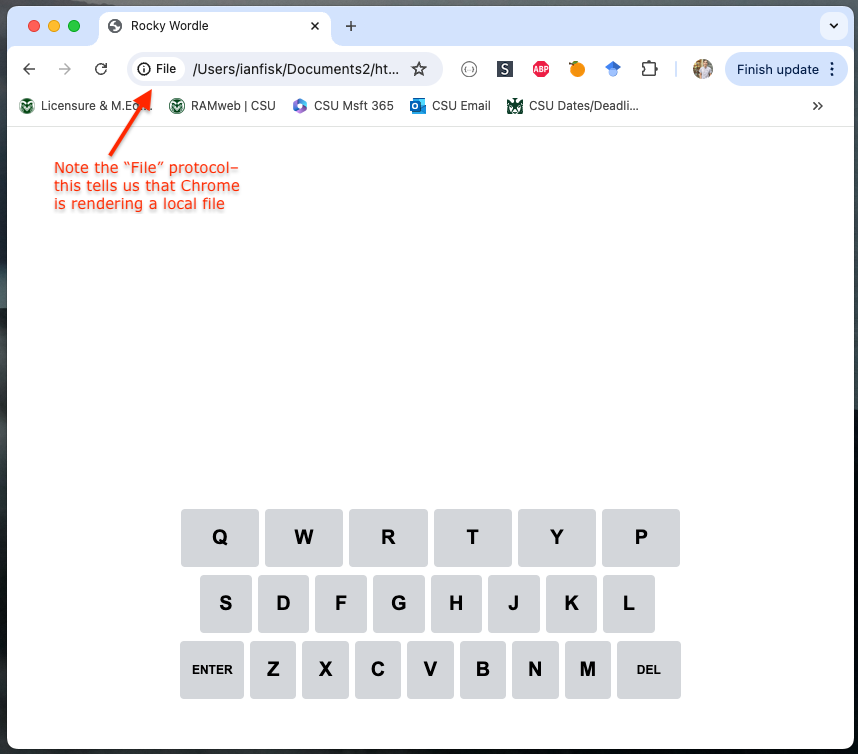 Rocky Wordle
File /Users/ianfisk/Documents2/ht...
S ABP Finish update
Licensure & M.Ed... RAMweb | CSU CSU Msft 365 CSU Email CSU Dates/Deadli...
Note the “File” protocol–
this tells us that Chrome
is rendering a local file
Q W R T Y P
S D F G H J K L
ENTER Z X C V B N M DEL